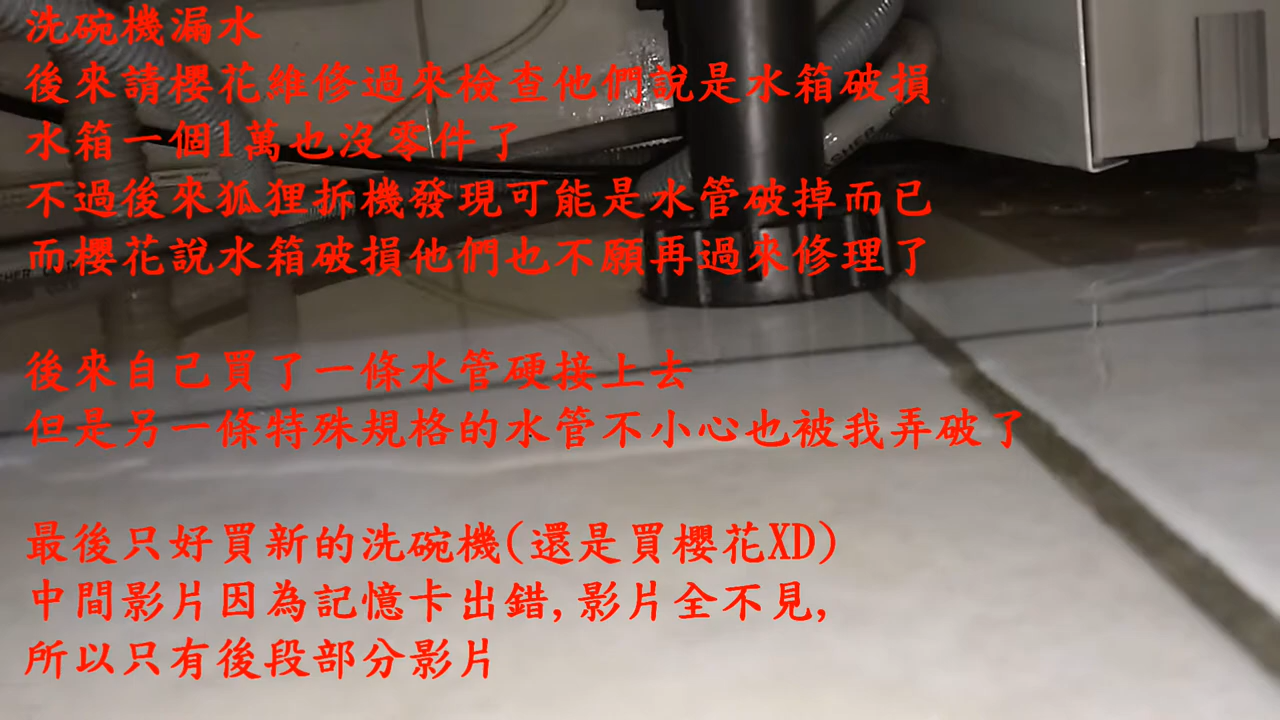 洗碗機漏水
後來請櫻花維修過來檢查他們說是水箱破損
水箱一個1萬也沒零件了
不過後來狐狸拆機發現可能是水管破掉而已
而櫻花說水箱破損他們也不願再過來修理了
後來自己買了一條水管硬接上去
但是另一條特殊規格的水管不小心也被我弄破了
最後只好買新的洗碗機(還是買櫻花XD)
中間影片因為記憶卡出錯,影片全不見,
所以只有後段部分影片